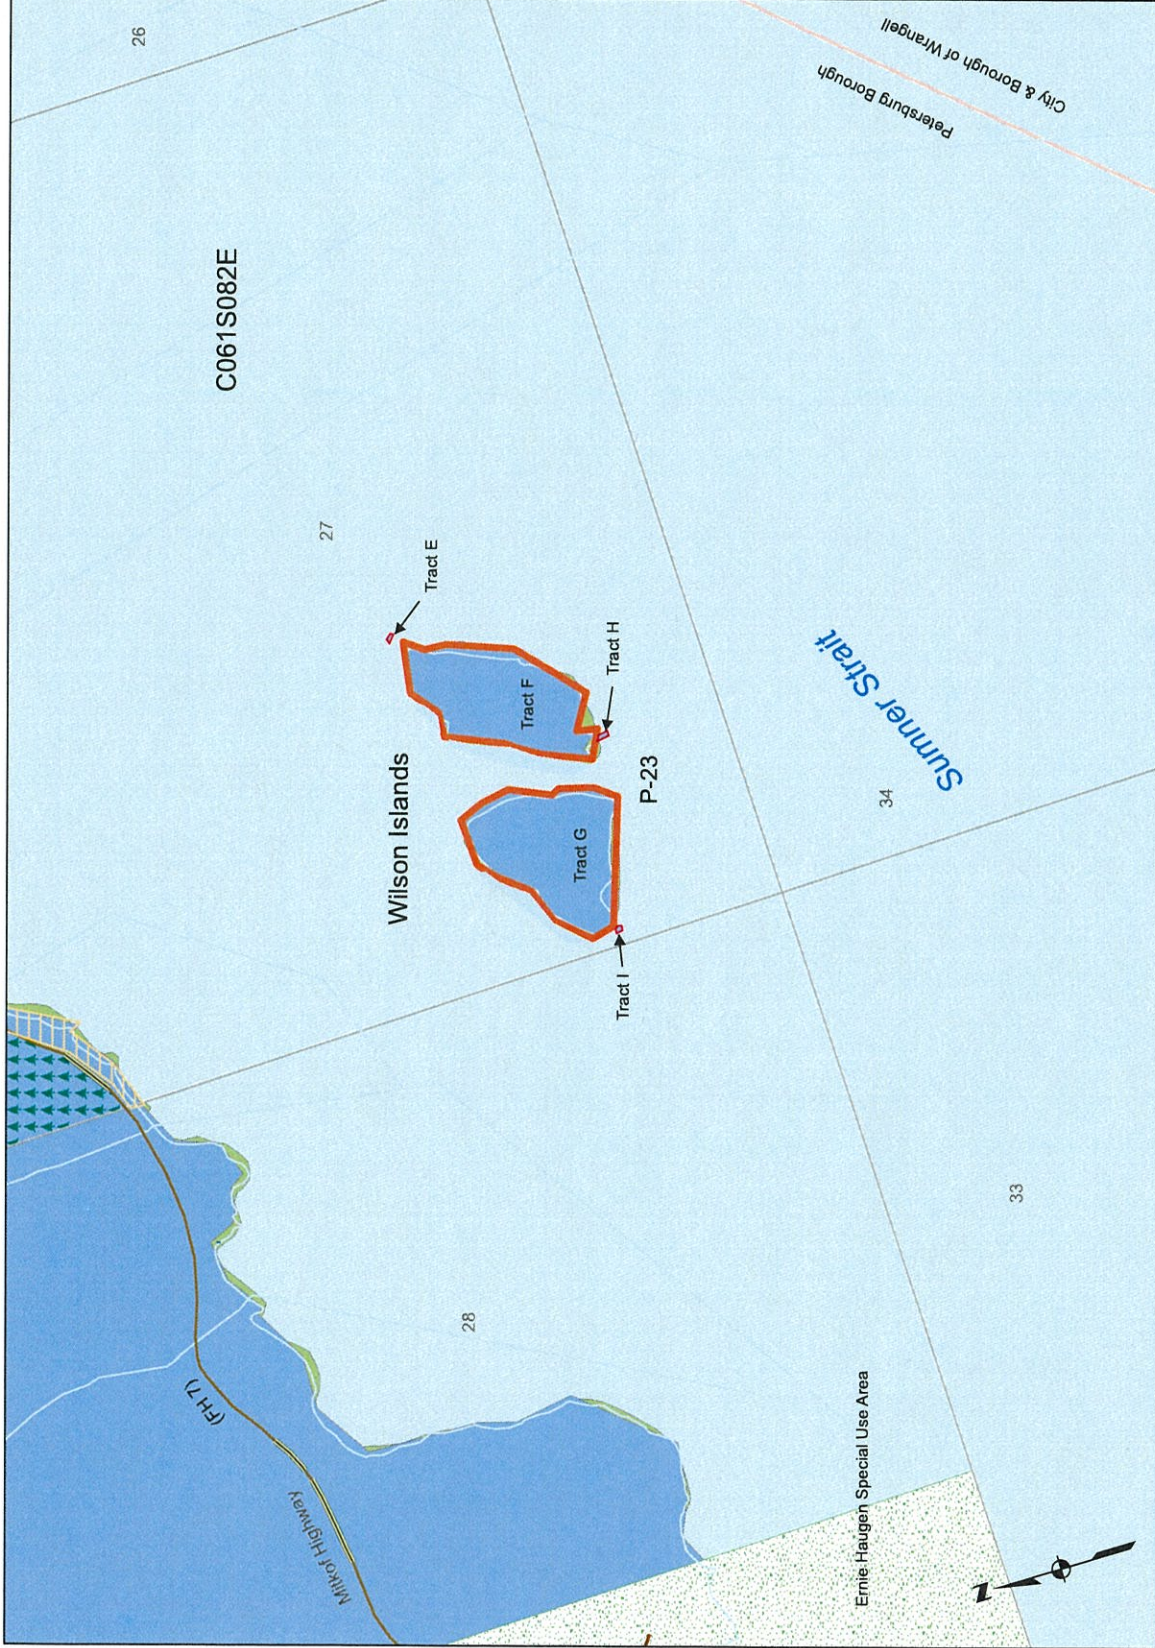 26
C061S082E
City & Borough of Wrangell
Petersburg Borough
27
Tract E
Wilson Islands
Tract F
Tract H
Tract G
P-23
Tract I
Sumner Strait
34
33
28
(FH 7)
Mitkof Highway
Ernie Haugen Special Use Area
N